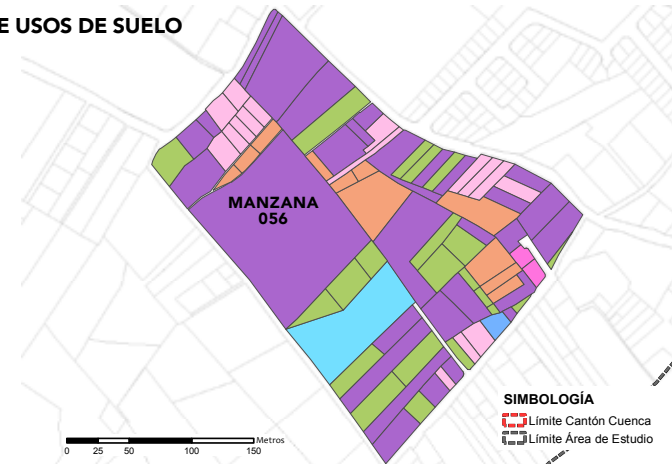 E USOS DE SUELO
MANZANA
056
SIMBOLOGÍA
Límite Cantón Cuenca
Límite Área de Estudio
Metros
0 25 50 100 150